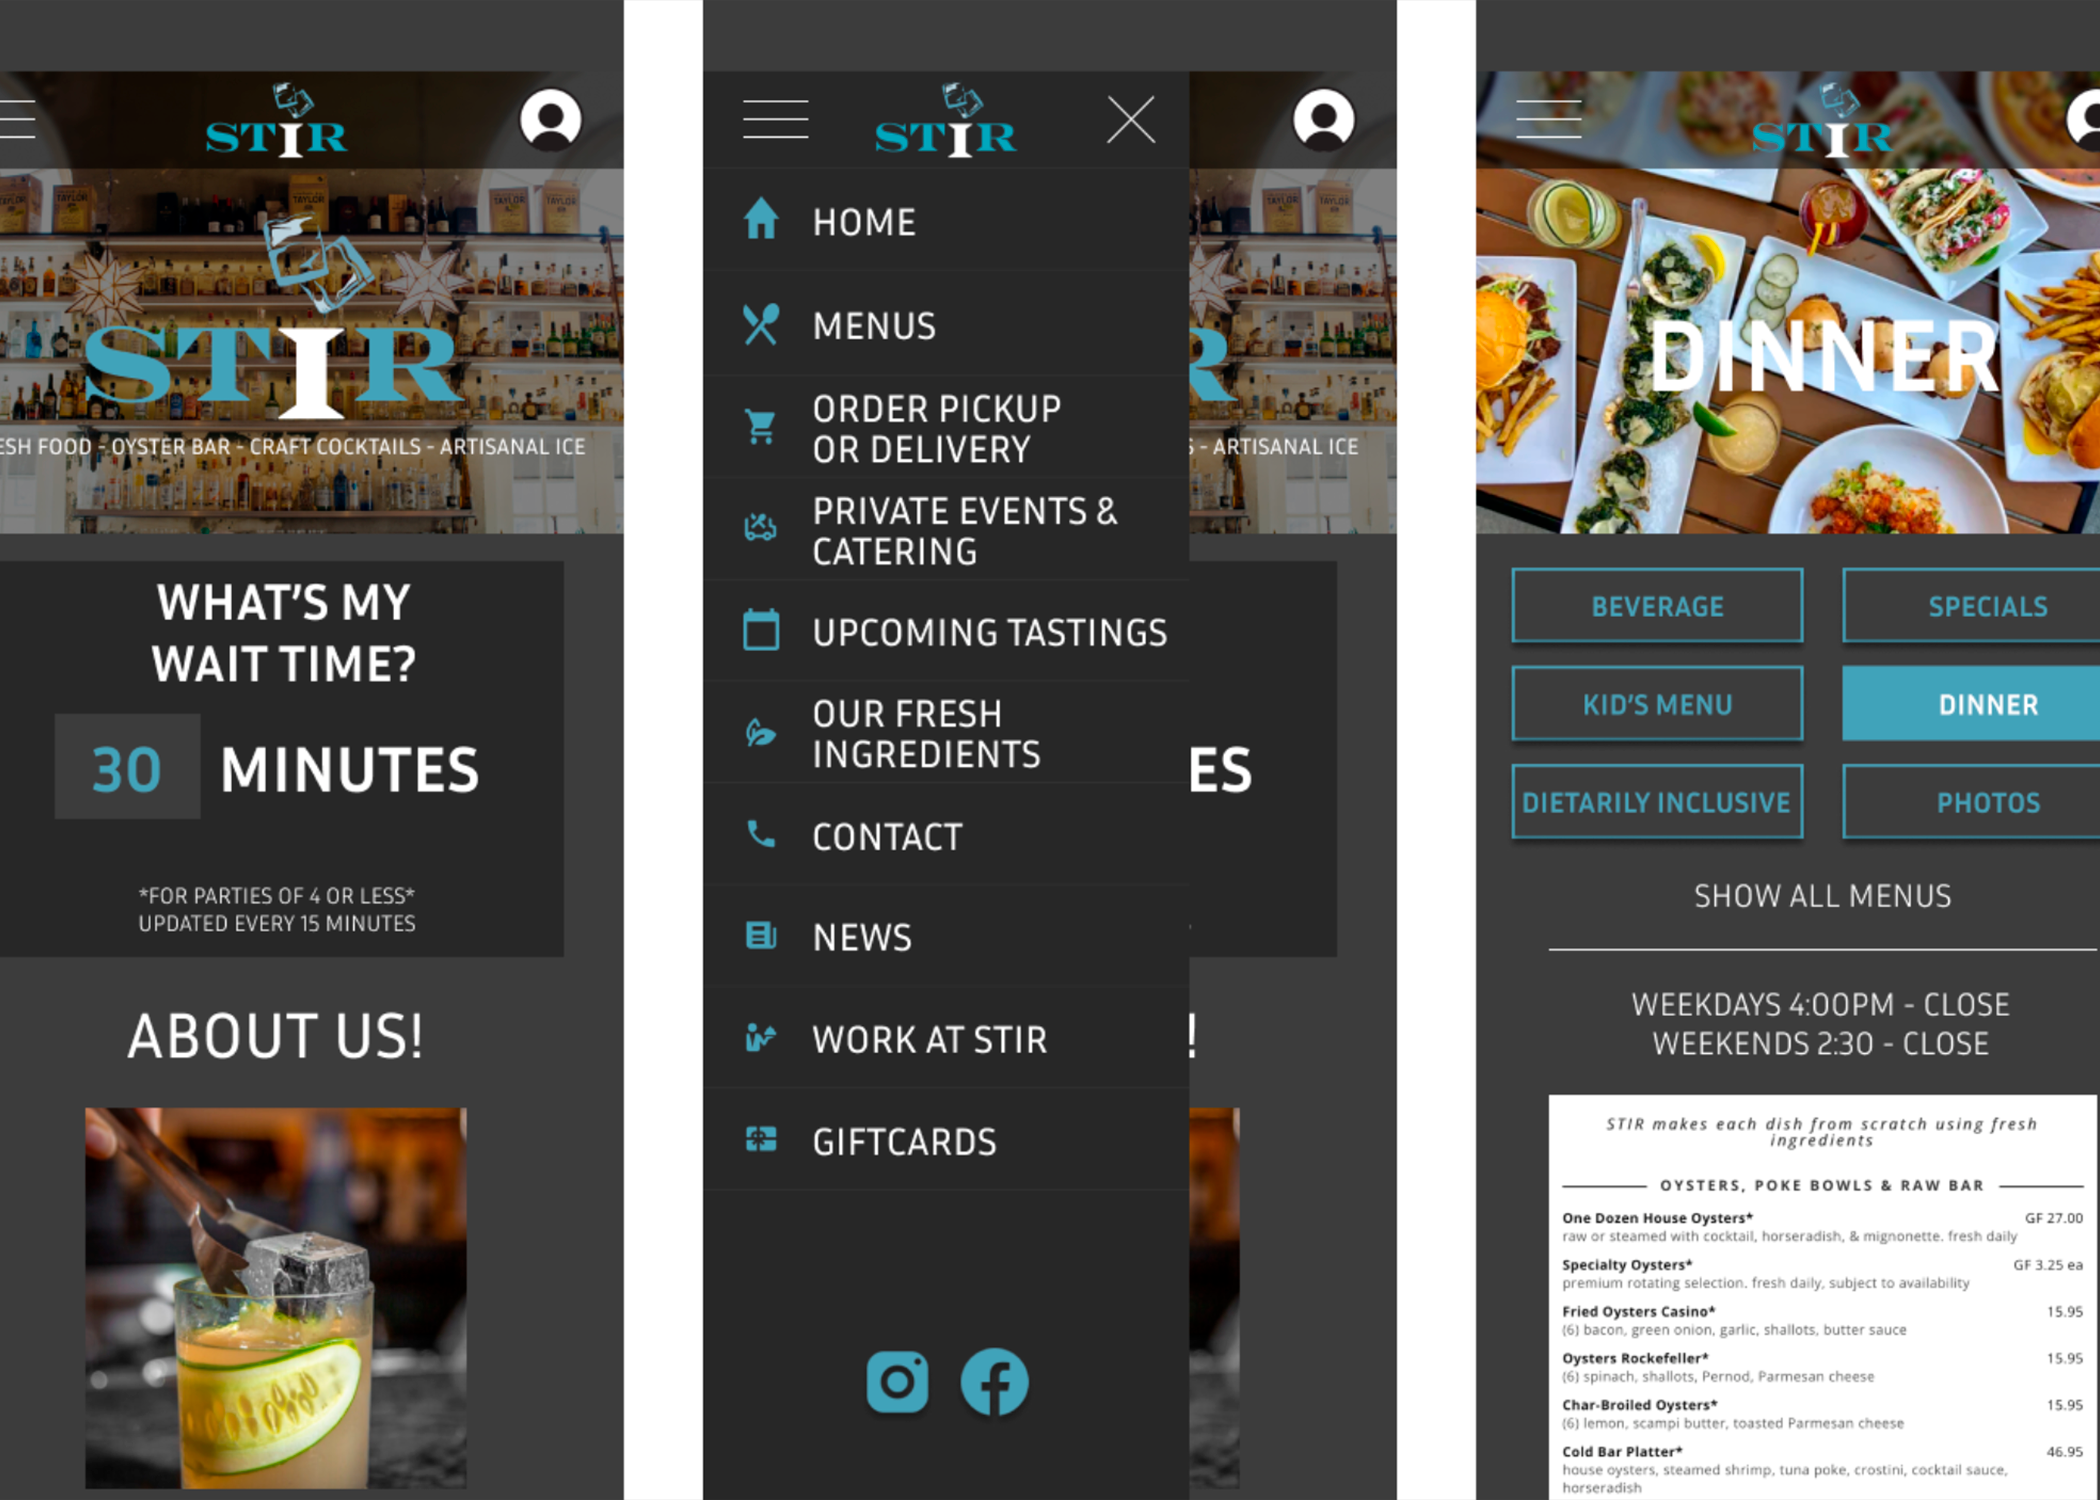 STIR
STIR
ESH FOOD - OYSTER BAR - CRAFT COCKTAILS - ARTISANAL ICE
WHAT'S MY
WAIT TIME?
30 MINUTES
*FOR PARTIES OF 4 OR LESS*
UPDATED EVERY 15 MINUTES
ABOUT US!
STIR
HOME
MENUS
ORDER PICKUP
OR DELIVERY
PRIVATE EVENTS &
CATERING
UPCOMING TASTINGS
OUR FRESH
INGREDIENTS
CONTACT
NEWS
WORK AT STIR
GIFTCARDS
R
- ARTISANAL ICE
ES
!
STIR
DINNER
BEVERAGE
SPECIALS
KID'S MENU
DINNER
DIETARILY INCLUSIVE
PHOTOS
SHOW ALL MENUS
WEEKDAYS 4:00PM - CLOSE
WEEKENDS 2:30 - CLOSE
STIR makes each dish from scratch using fresh
ingredients
OYSTERS, POKE BOWLS & RAW BAR
One Dozen House Oysters* GF 27.00
raw or steamed with cocktail, horseradish, & mignonette. fresh daily
Specialty Oysters* GF 3.25 ea
premium rotating selection. fresh daily, subject to availability
Fried Oysters Casino* 15.95
(6) bacon, green onion, garlic, shallots, butter sauce
Oysters Rockefeller* 15.95
(6) spinach, shallots, Pernod, Parmesan cheese
Char-Broiled Oysters* 15.95
(6) lemon, scampi butter, toasted Parmesan cheese
Cold Bar Platter* 46.95
house oysters, steamed shrimp, tuna poke, crostini, cocktail sauce,
horseradish